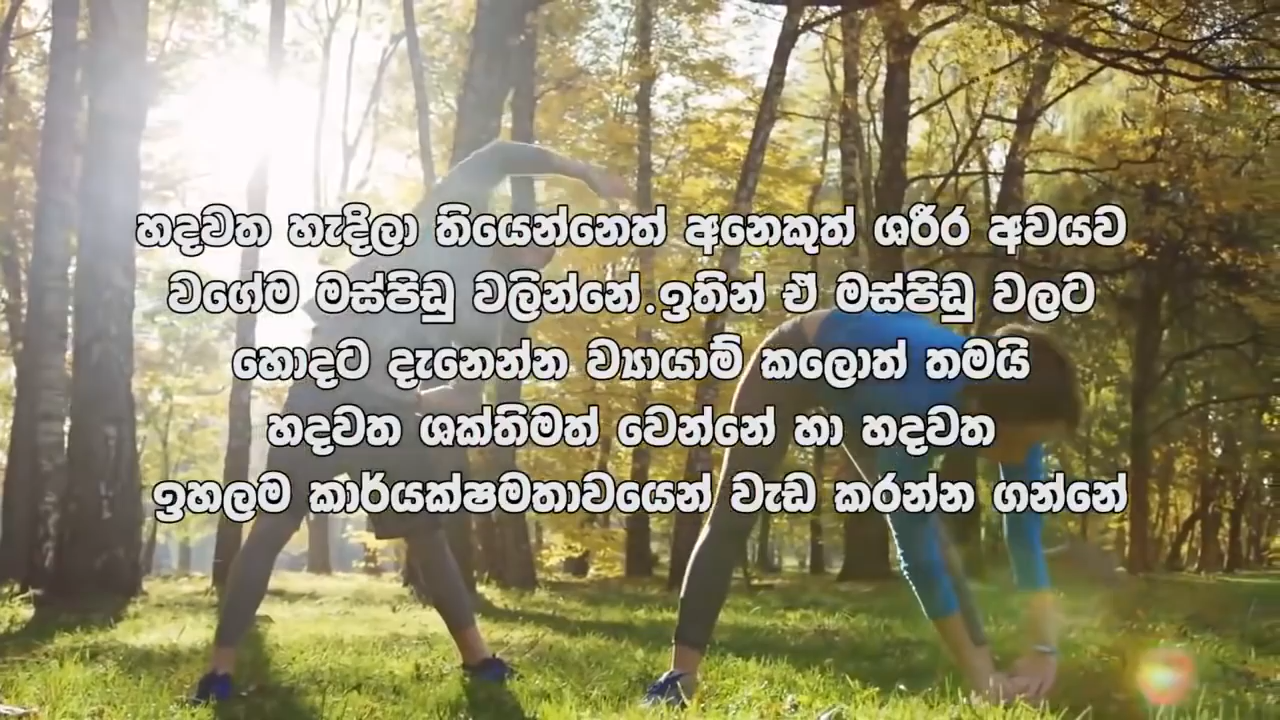 හදවත හැදිලා තියෙන්නෙත් අනෙකුත් ශරීර අවයව
වගේම මස්පිඩු වලින්නේ.ඉතින් ඒ මස්පිඩු වලට
හොදට දැනෙන්න ව්‍යායාම් කලොත් තමයි
හදවත ශක්තිමත් වෙන්නේ හා හදවත
ඉහලම කාර්යක්ෂමතාවයෙන් වැඩ කරන්න ගන්නේ